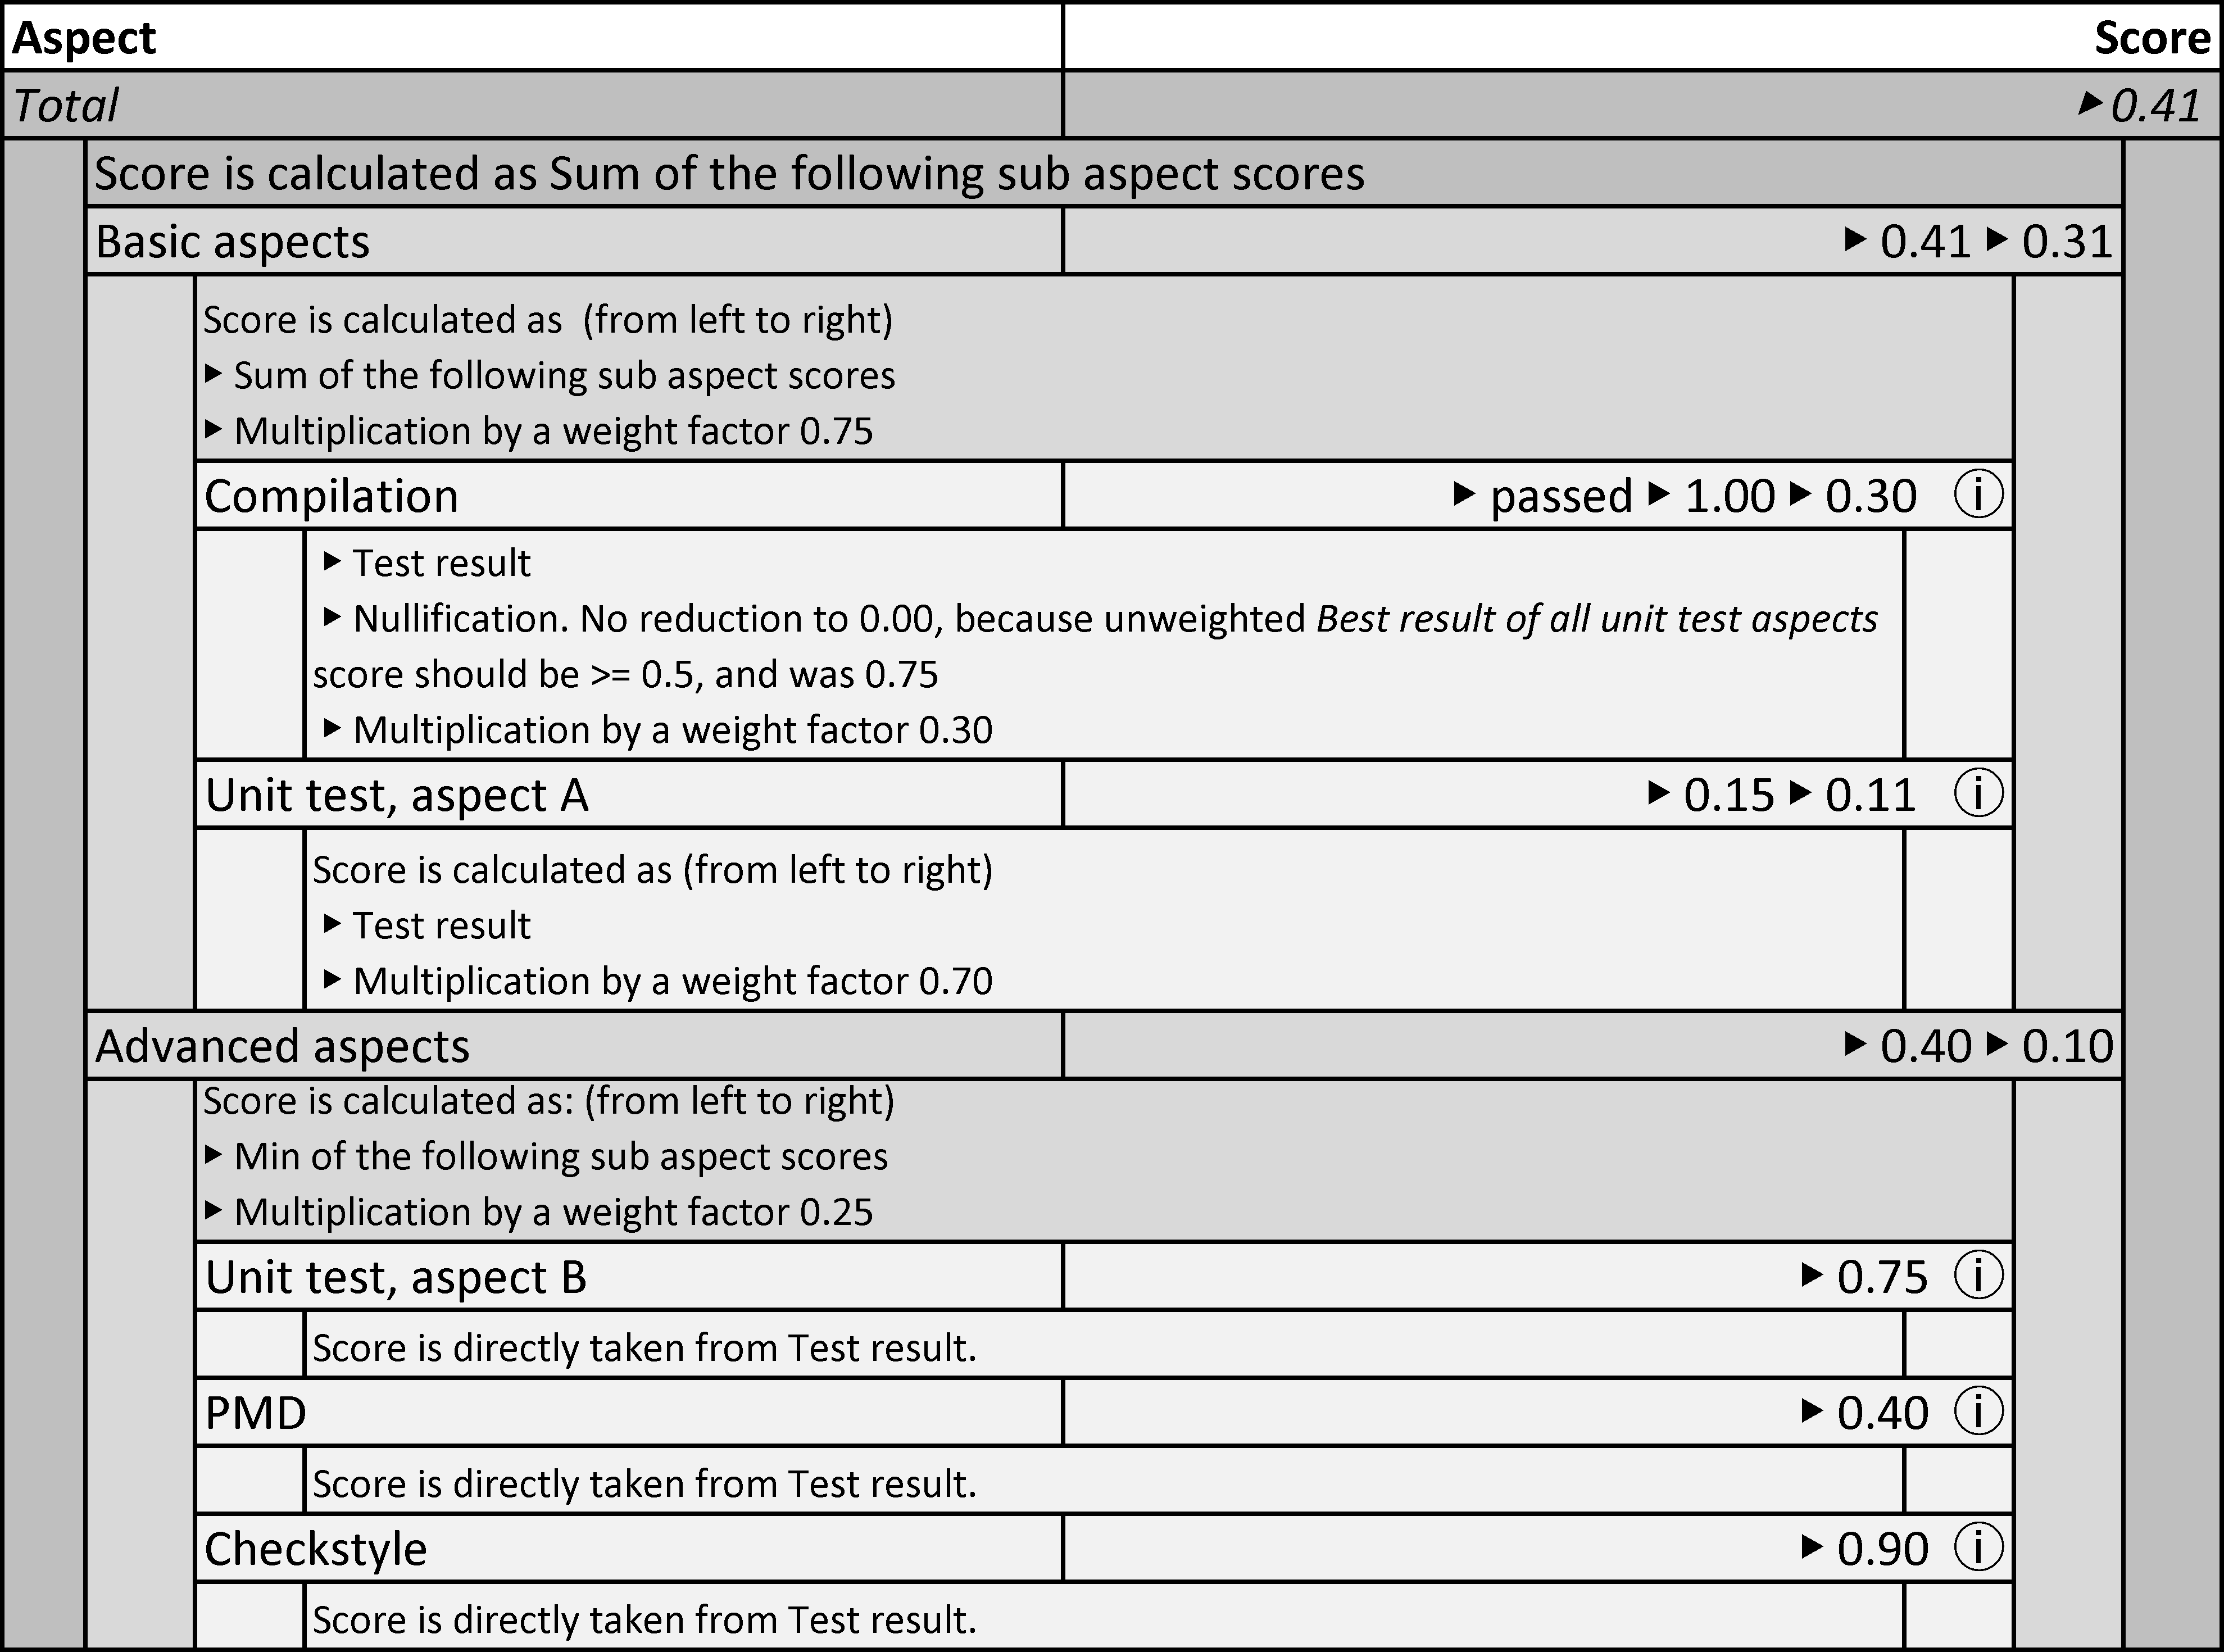 Aspect Score
Total ▶0.41
Score is calculated as Sum of the following sub aspect scores
Basic aspects ▶ 0.41 ▶ 0.31
Score is calculated as  (from left to right)
▶ Sum of the following sub aspect scores
▶ Multiplication by a weight factor 0.75
Compilation ▶ passed ▶ 1.00 ▶ 0.30 ⓘ
▶ Test result
▶ Nullification. No reduction to 0.00, because unweighted Best result of all unit test aspects
score should be >= 0.5, and was 0.75
▶ Multiplication by a weight factor 0.30
Unit test, aspect A ▶ 0.15 ▶ 0.11 ⓘ
Score is calculated as (from left to right)
▶ Test result
▶ Multiplication by a weight factor 0.70
Advanced aspects ▶ 0.40 ▶ 0.10
Score is calculated as: (from left to right)
▶ Min of the following sub aspect scores
▶ Multiplication by a weight factor 0.25
Unit test, aspect B ▶ 0.75 ⓘ
Score is directly taken from Test result.
PMD ▶ 0.40 ⓘ
Score is directly taken from Test result.
Checkstyle ▶ 0.90 ⓘ
Score is directly taken from Test result.